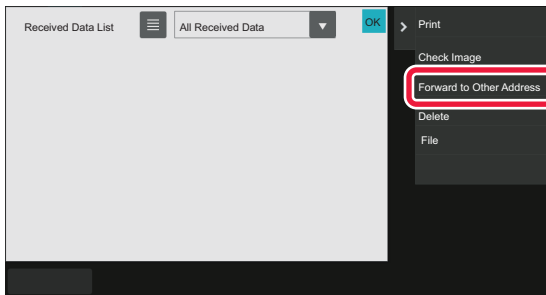 Received Data List
All Received Data
OK
Print
Check Image
Forward to Other Address
Delete
File